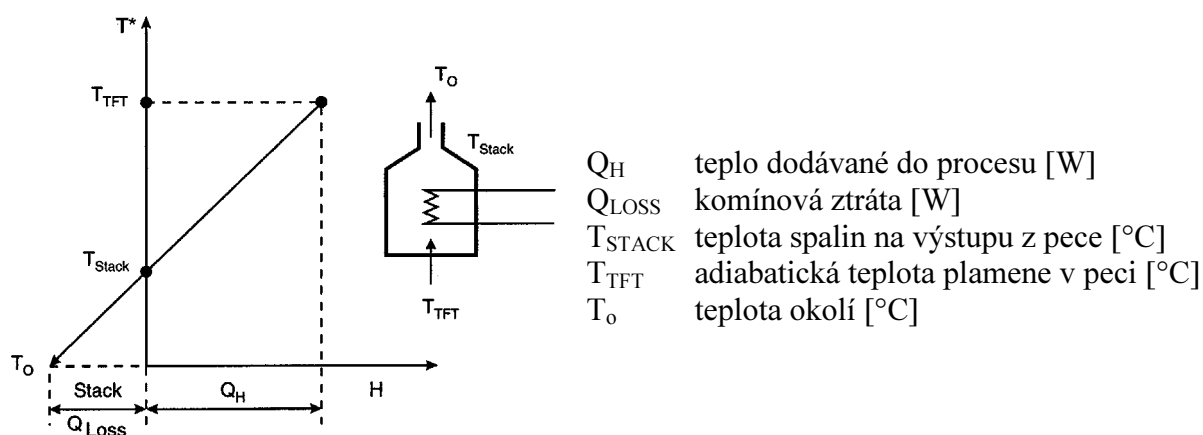 T*
T_TFT
T_Stack
T_O
Stack
Q_H
H
Q_Loss
T_O
T_Stack
T_TFT
Q_H teplo dodávané do procesu [W]
Q_LOSS komínová ztráta [W]
T_STACK teplota spalin na výstupu z pece [°C]
T_TFT adiabatická teplota plamene v peci [°C]
T_o teplota okolí [°C]